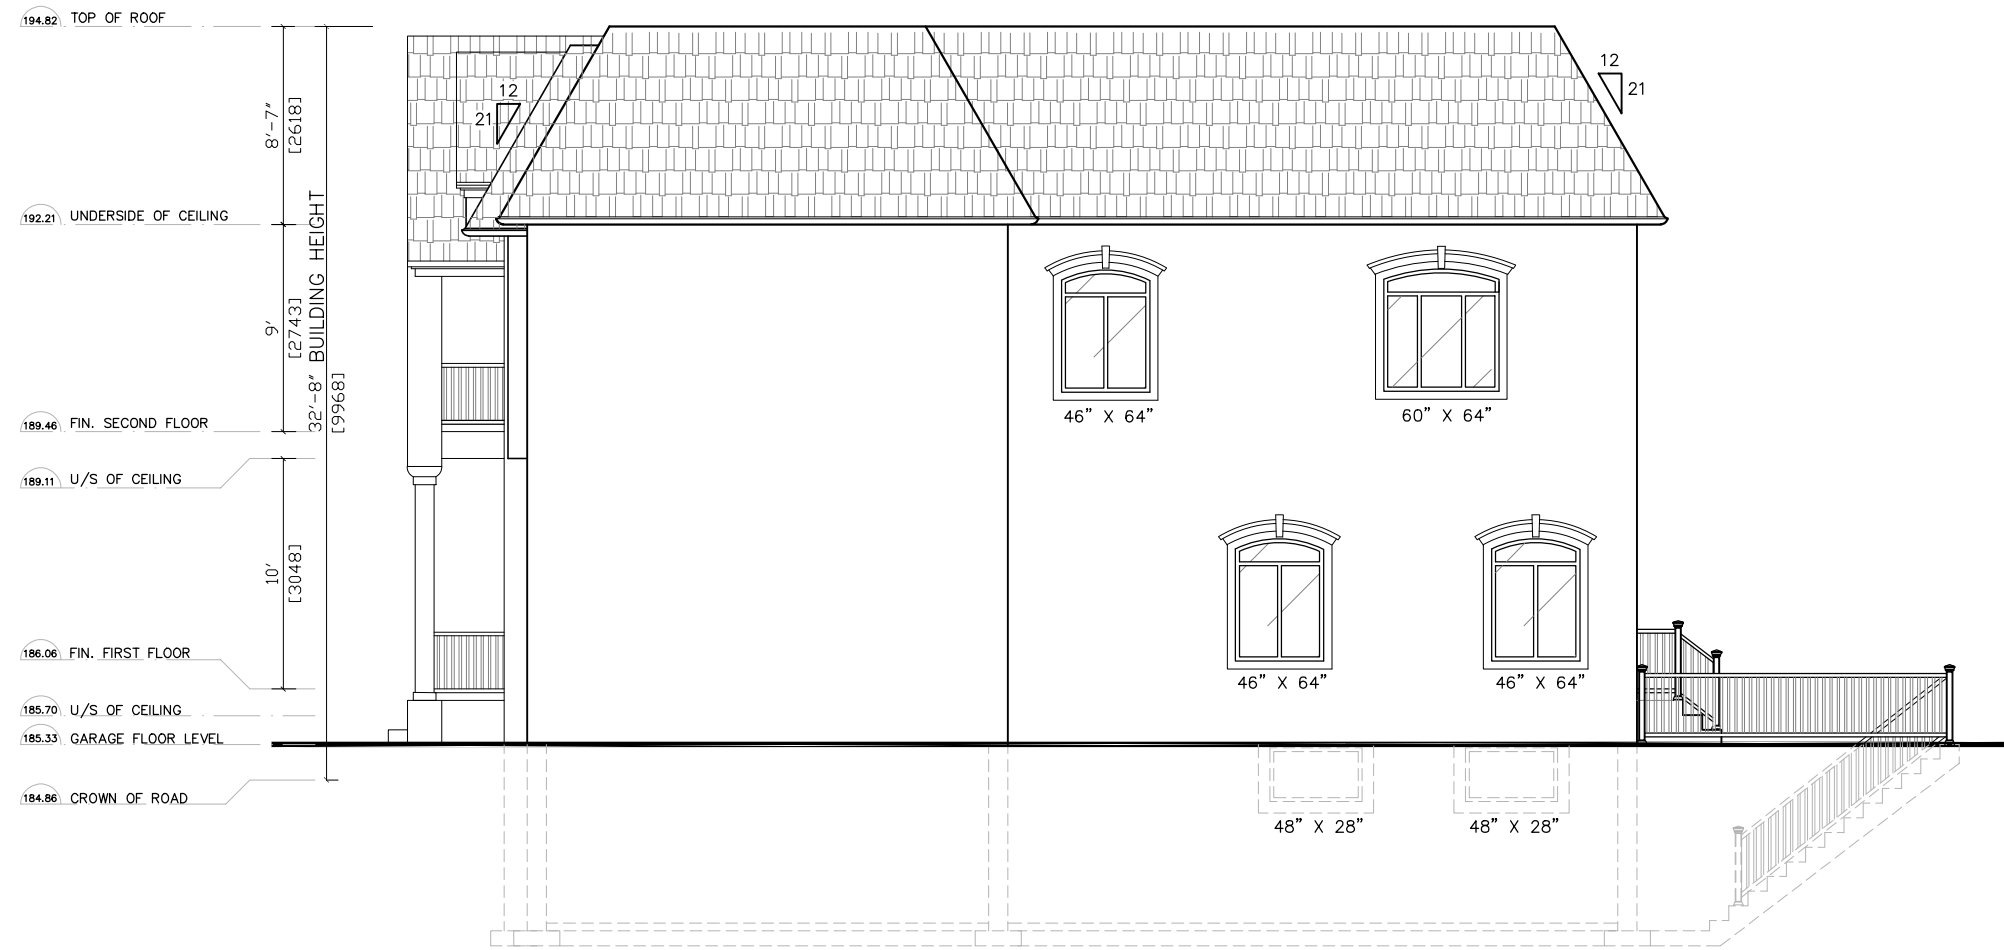 194.82 TOP OF ROOF
12
21
12
21
8'-7"
[2618]
192.21 UNDERSIDE OF CEILING
9'
[2743]
32'-8" BUILDING HEIGHT
[9968]
46" X 64"
60" X 64"
189.46 FIN. SECOND FLOOR
189.11 U/S OF CEILING
10'
[3048]
186.06 FIN. FIRST FLOOR
46" X 64"
46" X 64"
185.70 U/S OF CEILING
185.33 GARAGE FLOOR LEVEL
184.86 CROWN OF ROAD
48" X 28"
48" X 28"